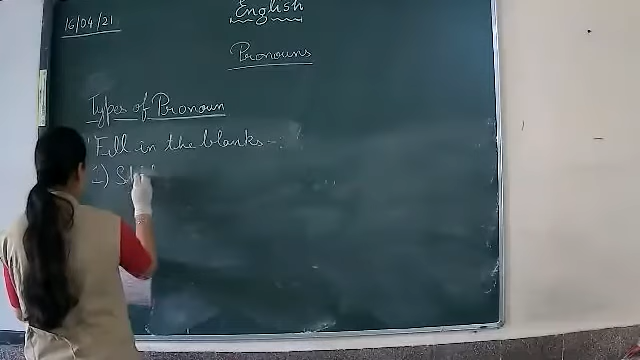 16/04/21
English
Pronouns
Types of Pronoun
Fill in the blanks -:
1)